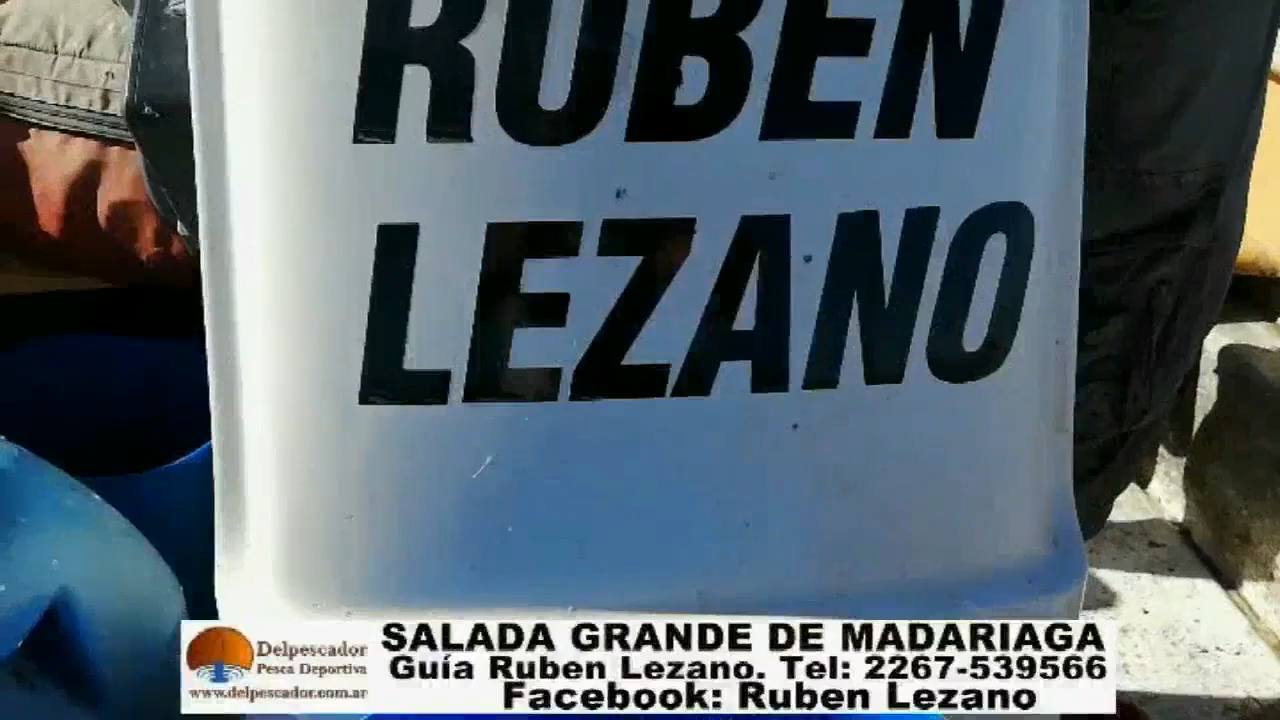 RUBEN
LEZANO
Delpescador
Pesca Deportiva
www.delpescador.com.ar
SALADA GRANDE DE MADARIAGA
Guía Ruben Lezano. Tel: 2267-539566
Facebook: Ruben Lezano